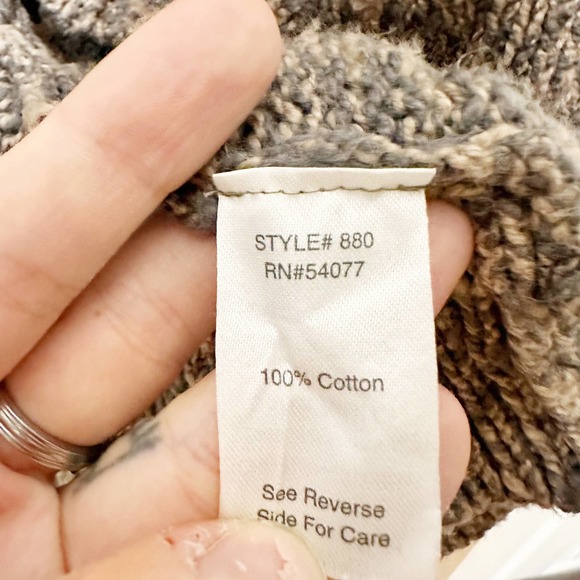 STYLE# 880
RN#54077
100% Cotton
See Reverse
Side For Care